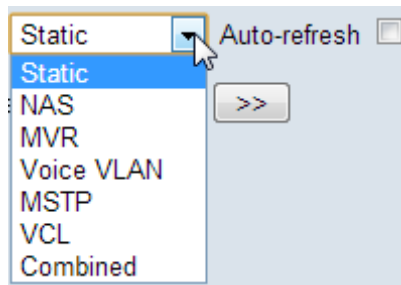 Static Auto-refresh
Static
NAS
>>
MVR
Voice VLAN
MSTP
VCL
Combined